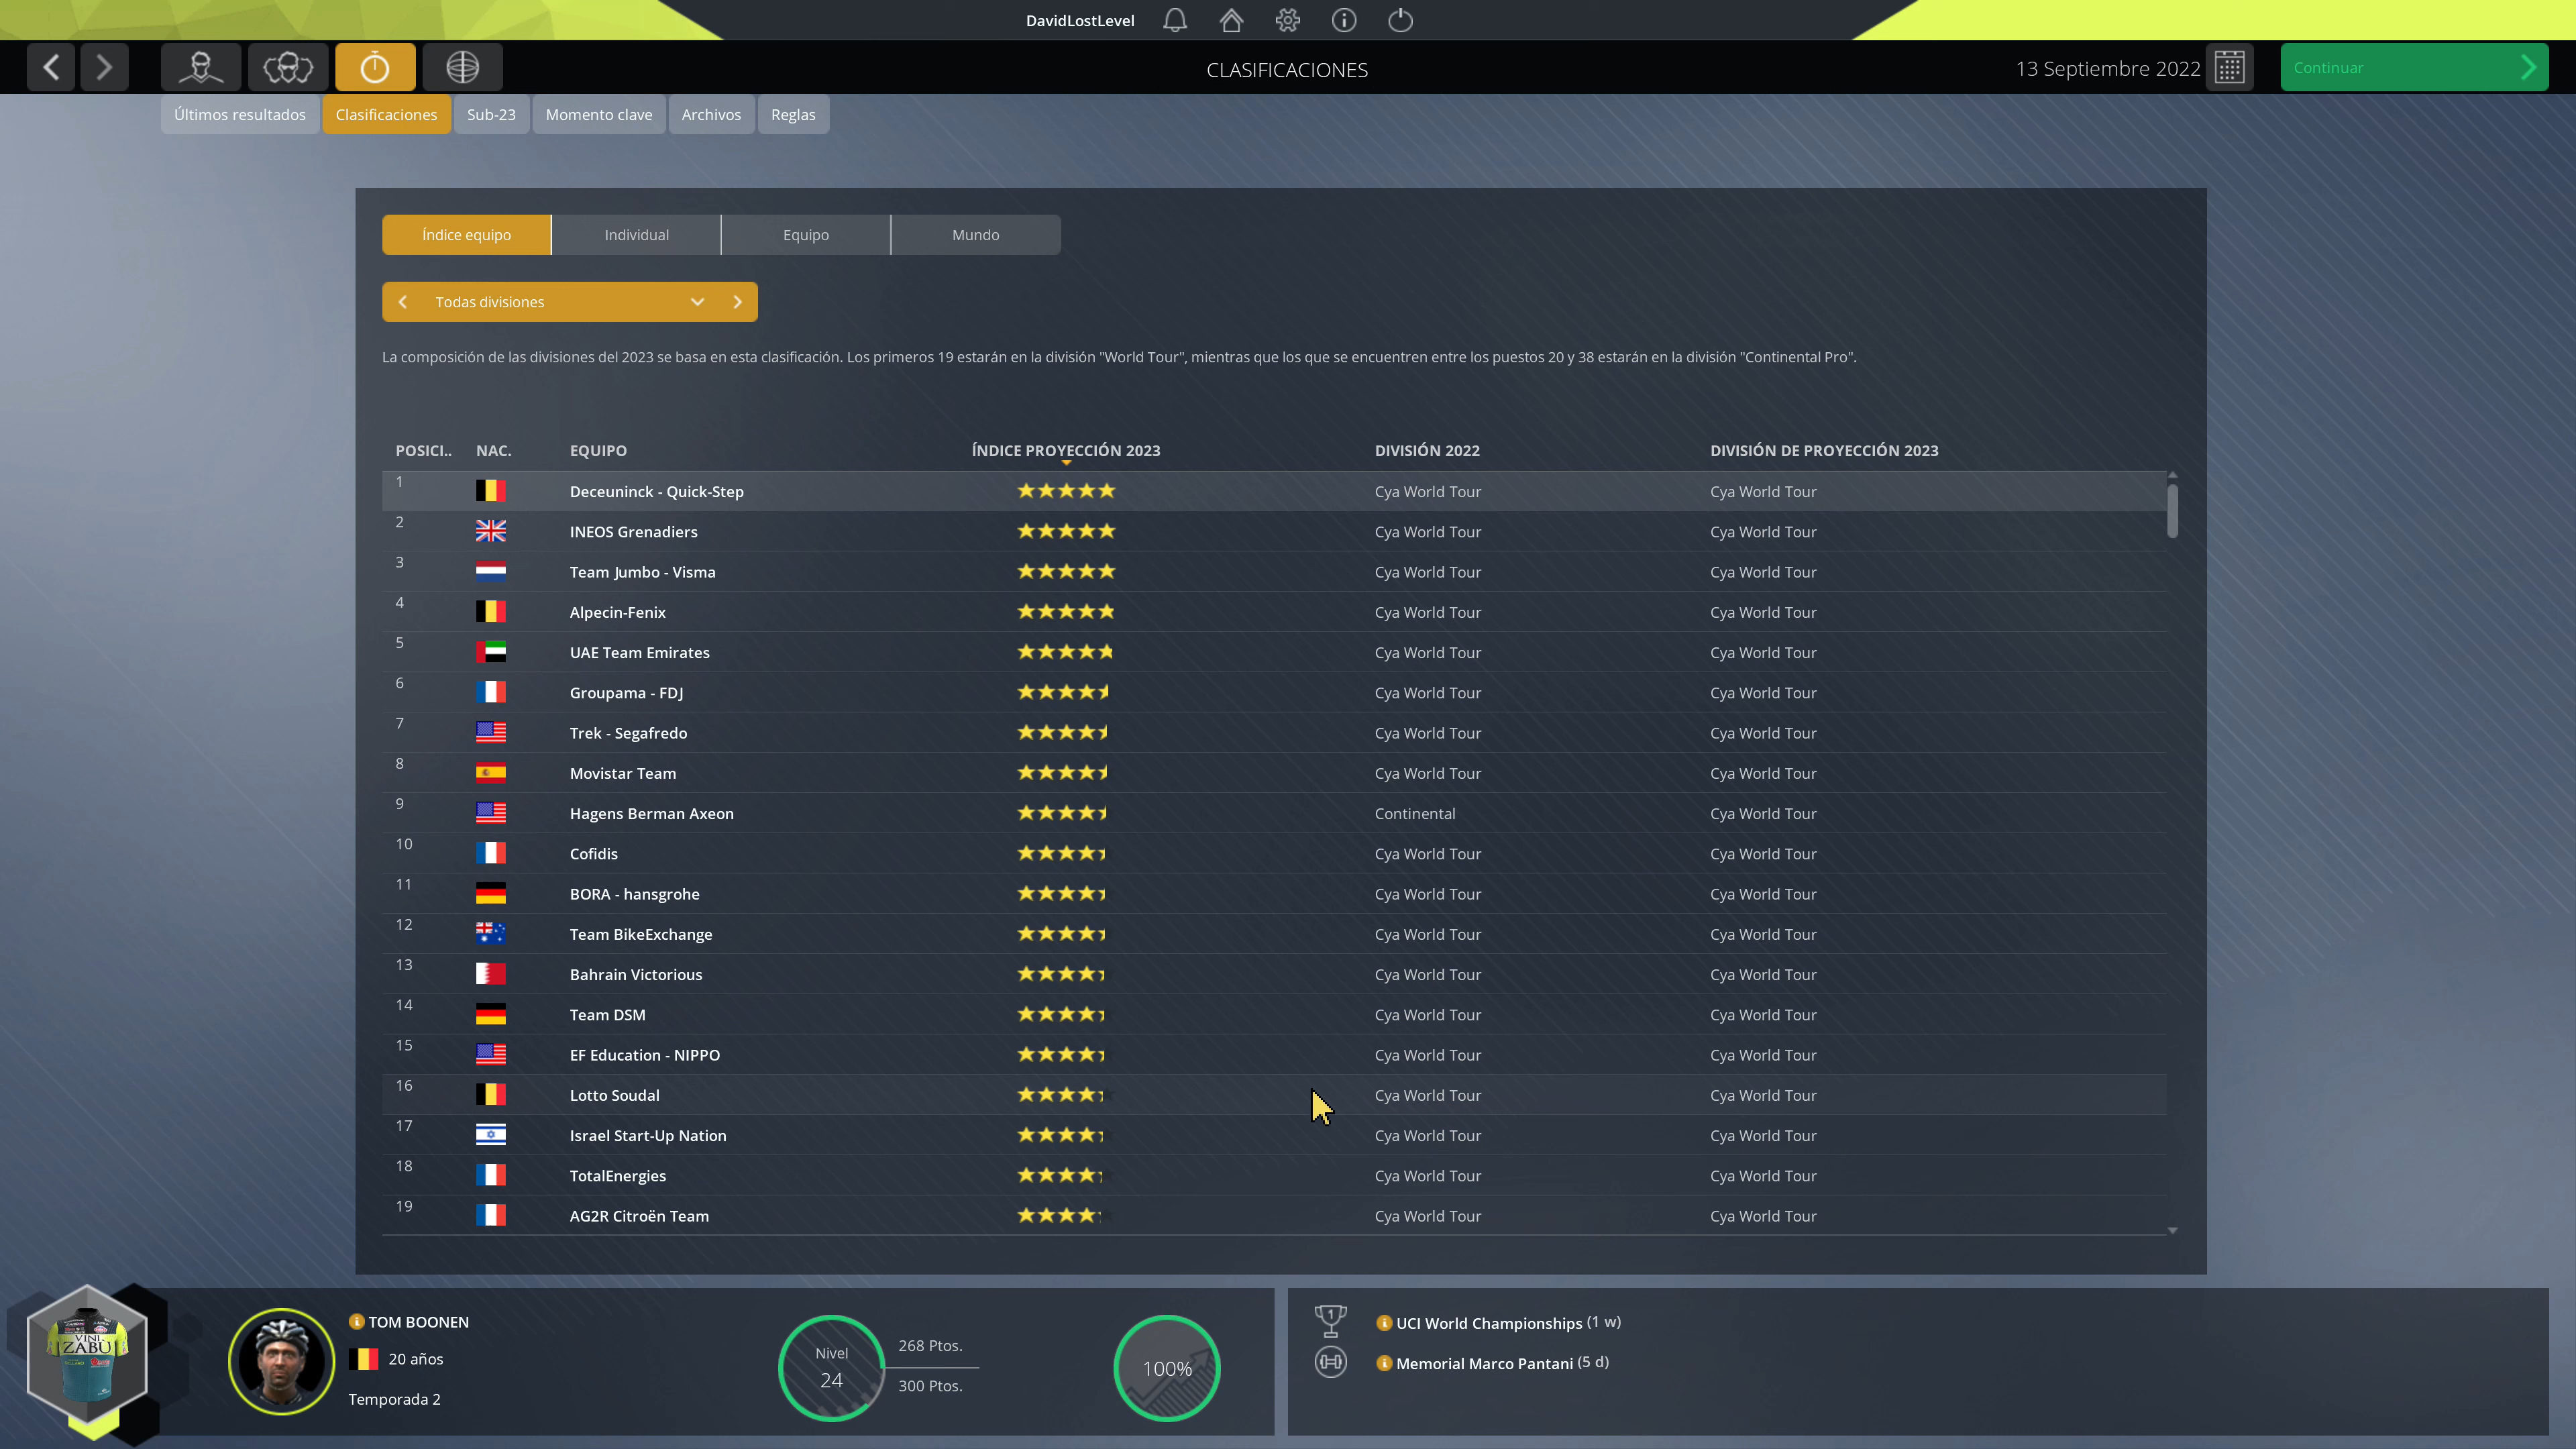 DavidLostLevel
CLASIFICACIONES
13 Septiembre 2022
Continuar
Últimos resultados Clasificaciones Sub-23 Momento clave Archivos Reglas
Índice equipo Individual Equipo Mundo
Todas divisiones
La composición de las divisiones del 2023 se basa en esta clasificación. Los primeros 19 estarán en la división "World Tour", mientras que los que se encuentren entre los puestos 20 y 38 estarán en la división "Continental Pro".
POSICI.. NAC. EQUIPO ÍNDICE PROYECCIÓN 2023 DIVISIÓN 2022 DIVISIÓN DE PROYECCIÓN 2023
1 Deceuninck - Quick-Step Cya World Tour Cya World Tour
2 INEOS Grenadiers Cya World Tour Cya World Tour
3 Team Jumbo - Visma Cya World Tour Cya World Tour
4 Alpecin-Fenix Cya World Tour Cya World Tour
5 UAE Team Emirates Cya World Tour Cya World Tour
6 Groupama - FDJ Cya World Tour Cya World Tour
7 Trek - Segafredo Cya World Tour Cya World Tour
8 Movistar Team Cya World Tour Cya World Tour
9 Hagens Berman Axeon Continental Cya World Tour
10 Cofidis Cya World Tour Cya World Tour
11 BORA - hansgrohe Cya World Tour Cya World Tour
12 Team BikeExchange Cya World Tour Cya World Tour
13 Bahrain Victorious Cya World Tour Cya World Tour
14 Team DSM Cya World Tour Cya World Tour
15 EF Education - NIPPO Cya World Tour Cya World Tour
16 Lotto Soudal Cya World Tour Cya World Tour
17 Israel Start-Up Nation Cya World Tour Cya World Tour
18 TotalEnergies Cya World Tour Cya World Tour
19 AG2R Citroën Team Cya World Tour Cya World Tour
VINI
ZABU
TOM BOONEN
20 años
Temporada 2
Nivel
24
268 Ptos.
300 Ptos.
100%
1
UCI World Championships (1 w)
Memorial Marco Pantani (5 d)